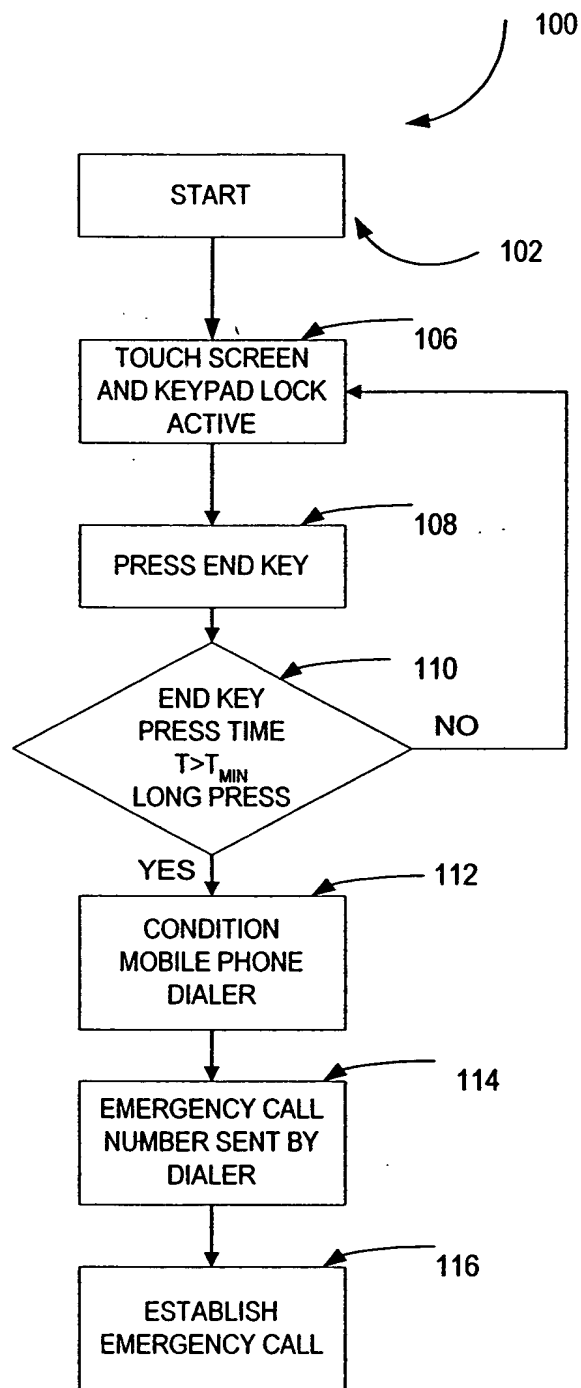 100
START
102
106
TOUCH SCREEN
AND KEYPAD LOCK
ACTIVE
108
PRESS END KEY
110
END KEY
PRESS TIME
T>TMIN
LONG PRESS
NO
YES
112
CONDITION
MOBILE PHONE
DIALER
114
EMERGENCY CALL
NUMBER SENT BY
DIALER
116
ESTABLISH
EMERGENCY CALL